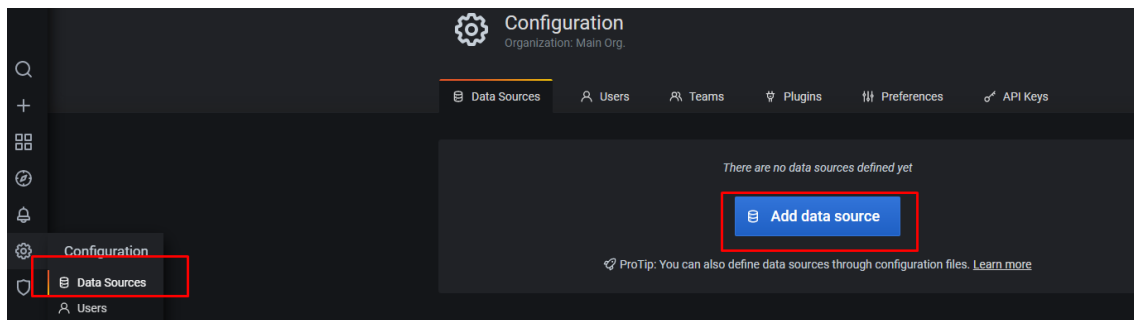 Configuration
Organization: Main Org.
Data Sources Users Teams Plugins Preferences API Keys
There are no data sources defined yet
Add data source
ProTip: You can also define data sources through configuration files. Learn more
Configuration
Data Sources
Users